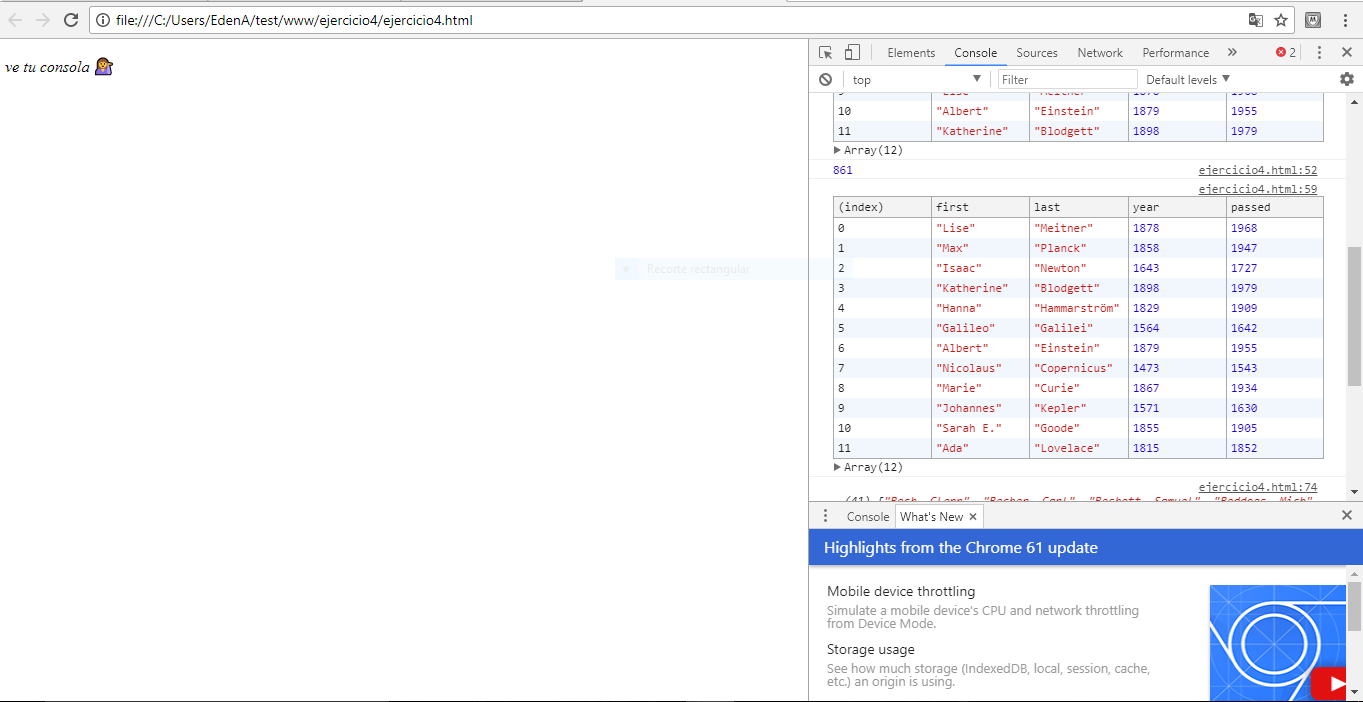 file:///C:/Users/EdenA/test/www/ejercicio4/ejercicio4.html
ve tu consola
Recorte rectangular
Elements Console Sources Network Performance » 2
top Filter Default levels
9 "Lise" "Meitner" 1878 1968
10 "Albert" "Einstein" 1879 1955
11 "Katherine" "Blodgett" 1898 1979
Array(12)
861 ejercicio4.html:52
ejercicio4.html:59
(index) first last year passed
0 "Lise" "Meitner" 1878 1968
1 "Max" "Planck" 1858 1947
2 "Isaac" "Newton" 1643 1727
3 "Katherine" "Blodgett" 1898 1979
4 "Hanna" "Hammarström" 1829 1909
5 "Galileo" "Galilei" 1564 1642
6 "Albert" "Einstein" 1879 1955
7 "Nicolaus" "Copernicus" 1473 1543
8 "Marie" "Curie" 1867 1934
9 "Johannes" "Kepler" 1571 1630
10 "Sarah E." "Goode" 1855 1905
11 "Ada" "Lovelace" 1815 1852
Array(12)
ejercicio4.html:74
Console What's New
Highlights from the Chrome 61 update
Mobile device throttling
Simulate a mobile device's CPU and network throttling
from Device Mode.
Storage usage
See how much storage (IndexedDB, local, session, cache,
etc.) an origin is using.